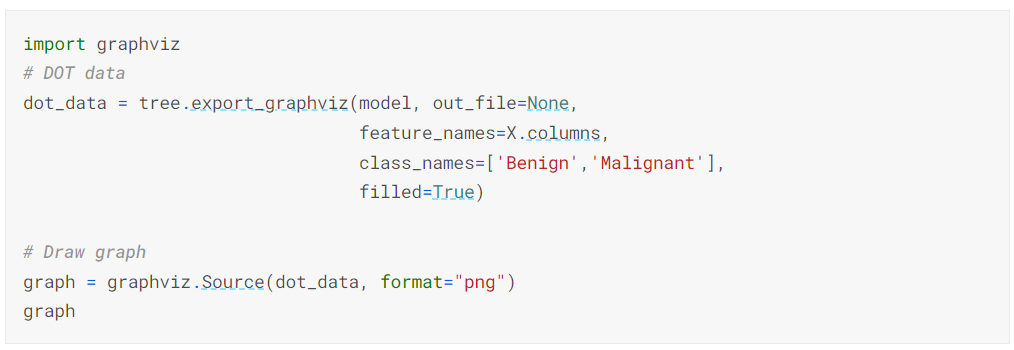 import graphviz
# DOT data
dot_data = tree.export_graphviz(model, out_file=None,
                                feature_names=X.columns,
                                class_names=['Benign','Malignant'],
                                filled=True)

# Draw graph
graph = graphviz.Source(dot_data, format="png")
graph